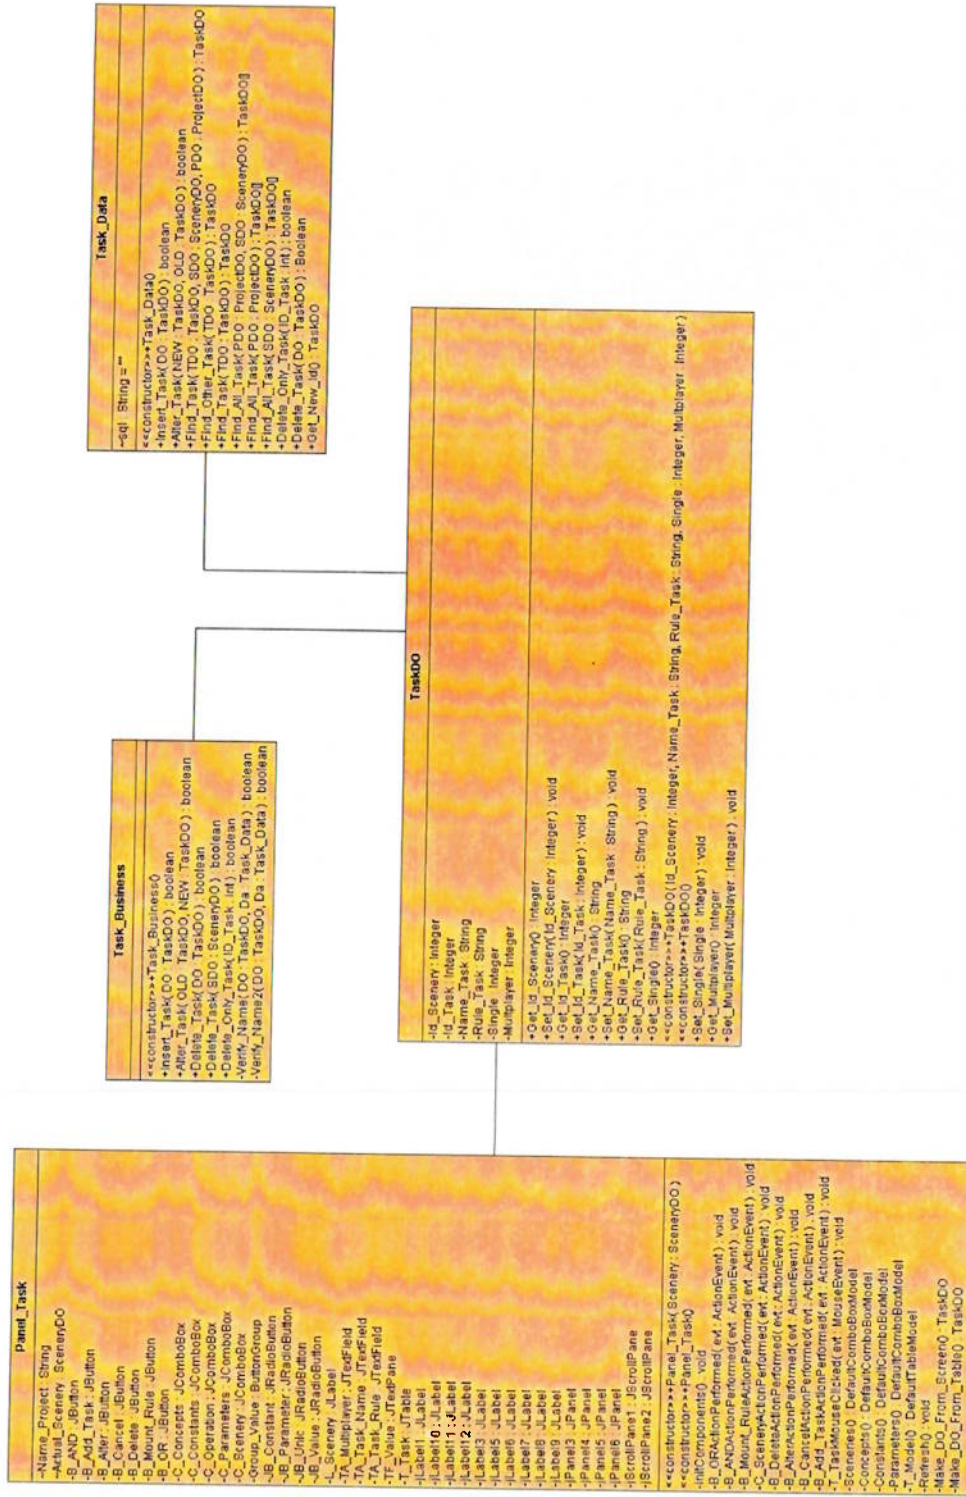 Panel_Task
~Name_Project : String
~Actual_Scenery : SceneryDO
-B_AND : JButton
-B_Add_Task : JButton
-B_Alter : JButton
-B_Cancel : JButton
-B_Delete : JButton
-B_Mount_Rule : JButton
-B_OR : JButton
-C_Concepts : JComboBox
-C_Constants : JComboBox
-C_Operation : JComboBox
-C_Parameters : JComboBox
-C_Scenery : JComboBox
-Group_Value : ButtonGroup
-JB_Constant : JRadioButton
-JB_Parameter : JRadioButton
-JB_Unic : JRadioButton
-JB_Value : JRadioButton
-L_Scenery : JLabel
-TA_Multiplayer : JTextField
-TA_Task_Name : JTextField
-TA_Task_Rule : JTextField
-TF_Value : JTextPane
-T_Task : JTable
-jLabel1 : JLabel
-jLabel10 : JLabel
-jLabel11 : JLabel
-jLabel12 : JLabel
-jLabel3 : JLabel
-jLabel5 : JLabel
-jLabel6 : JLabel
-jLabel7 : JLabel
-jLabel8 : JLabel
-jLabel9 : JLabel
-jPanel3 : JPanel
-jPanel4 : JPanel
-jPanel5 : JPanel
-jPanel6 : JPanel
-jScrollPane1 : JScrollPane
-jScrollPane2 : JScrollPane
<<constructor>>+Panel_Task( Scenery : SceneryDO )
<<constructor>>+Panel_Task()
-initComponents() : void
-B_ORActionPerformed( evt : ActionEvent ) : void
-B_ANDActionPerformed( evt : ActionEvent ) : void
-B_Mount_RuleActionPerformed( evt : ActionEvent ) : void
-C_SceneryActionPerformed( evt : ActionEvent ) : void
-B_DeleteActionPerformed( evt : ActionEvent ) : void
-B_AlterActionPerformed( evt : ActionEvent ) : void
-B_CancelActionPerformed( evt : ActionEvent ) : void
-B_Add_TaskActionPerformed( evt : ActionEvent ) : void
-T_TaskMouseClicked( evt : MouseEvent ) : void
-Sceneries() : DefaultComboBoxModel
-Concepts() : DefaultComboBoxModel
-Constants() : DefaultComboBoxModel
-Parameters() : DefaultComboBoxModel
-T_Model() : DefaultTableModel
-Refresh() : void
-Make_DO_From_Screen() : TaskDO
-Make_DO_From_Table() : TaskDO
Task_Business
<<constructor>>+Task_Business()
+Insert_Task( DO : TaskDO ) : boolean
+Alter_Task( OLD : TaskDO, NEW : TaskDO ) : boolean
+Delete_Task( DO : TaskDO ) : boolean
+Delete_Task( SDO : SceneryDO ) : boolean
+Delete_Only_Task( ID_Task : int ) : boolean
-Verify_Name( DO : TaskDO, Da : Task_Data ) : boolean
-Verify_Name2( DO : TaskDO, Da : Task_Data ) : boolean
TaskDO
-Id_Scenery : Integer
-Id_Task : Integer
-Name_Task : String
-Rule_Task : String
-Single : Integer
-Multplayer : Integer
+Get_Id_Scenery() : Integer
+Set_Id_Scenery( Id_Scenery : Integer ) : void
+Get_Id_Task() : Integer
+Set_Id_Task( Id_Task : Integer ) : void
+Get_Name_Task() : String
+Set_Name_Task( Name_Task : String ) : void
+Get_Rule_Task() : String
+Set_Rule_Task( Rule_Task : String ) : void
+Get_Single() : Integer
<<constructor>>+TaskDO( Id_Scenery : Integer, Name_Task : String, Rule_Task : String, Single : Integer, Multplayer : Integer )
<<constructor>>+TaskDO()
+Set_Single( Single : Integer ) : void
+Get_Multplayer() : Integer
+Set_Multplayer( Multplayer : Integer ) : void
Task_Data
~sql : String = ""
<<constructor>>+Task_Data()
+Insert_Task( DO : TaskDO ) : boolean
+Alter_Task( NEW : TaskDO, OLD : TaskDO ) : boolean
+Find_Task( TDO : TaskDO, SDO : SceneryDO, PDO : ProjectDO ) : TaskDO
+Find_Other_Task( TDO : TaskDO ) : TaskDO
+Find_Task( TDO : TaskDO ) : TaskDO
+Find_All_Task( PDO : ProjectDO, SDO : SceneryDO ) : TaskDO[]
+Find_All_Task( PDO : ProjectDO ) : TaskDO[]
+Find_All_Task( SDO : SceneryDO ) : TaskDO[]
+Delete_Only_Task( ID_Task : int ) : boolean
+Delete_Task( DO : TaskDO ) : Boolean
+Get_New_Id() : TaskDO